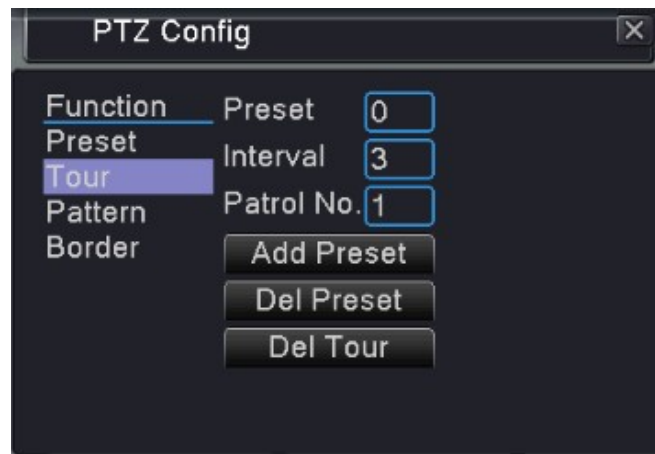 PTZ Config
Function
Preset
Tour
Pattern
Border
Preset 0
Interval 3
Patrol No. 1
Add Preset
Del Preset
Del Tour